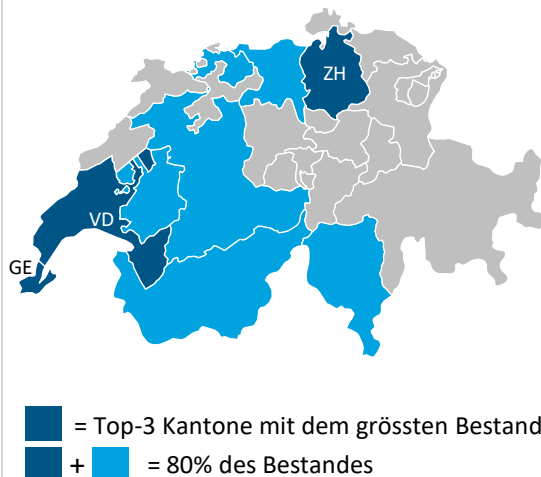 ZH
VD
GE
= Top-3 Kantone mit dem grössten Bestand
+ = 80% des Bestandes